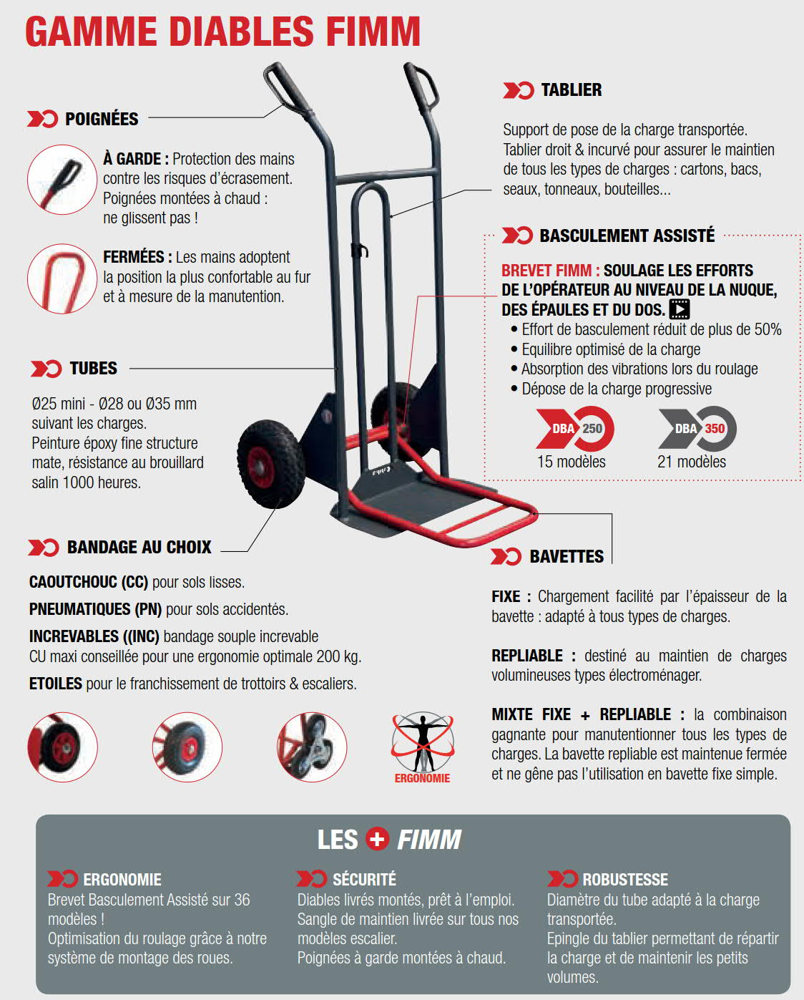 GAMME DIABLES FIMM
POIGNÉES
À GARDE : Protection des mains
contre les risques d'écrasement.
Poignées montées à chaud :
ne glissent pas !
FERMÉES : Les mains adoptent
la position la plus confortable au fur
et à mesure de la manutention.
TUBES
Ø25 mini - Ø28 ou Ø35 mm
suivant les charges.
Peinture époxy fine structure
mate, résistance au brouillard
salin 1000 heures.
BANDAGE AU CHOIX
CAOUTCHOUC (CC) pour sols lisses.
PNEUMATIQUES (PN) pour sols accidentés.
INCREVABLES ((INC) bandage souple increvable
CU maxi conseillée pour une ergonomie optimale 200 kg.
ETOILES pour le franchissement de trottoirs & escaliers.
ERGONOMIE
TABLIER
Support de pose de la charge transportée.
Tablier droit & incurvé pour assurer le maintien
de tous les types de charges : cartons, bacs,
seaux, tonneaux, bouteilles...
BASCULEMENT ASSISTÉ
BREVET FIMM : SOULAGE LES EFFORTS
DE L'OPÉRATEUR AU NIVEAU DE LA NUQUE,
DES ÉPAULES ET DU DOS.
• Effort de basculement réduit de plus de 50%
• Equilibre optimisé de la charge
• Absorption des vibrations lors du roulage
• Dépose de la charge progressive
DBA 250
15 modèles
DBA 350
21 modèles
FIMM
BAVETTES
FIXE : Chargement facilité par l'épaisseur de la
bavette : adapté à tous types de charges.
REPLIABLE : destiné au maintien de charges
volumineuses types électroménager.
MIXTE FIXE + REPLIABLE : la combinaison
gagnante pour manutentionner tous les types de
charges. La bavette repliable est maintenue fermée
et ne gêne pas l'utilisation en bavette fixe simple.
LES + FIMM
ERGONOMIE
Brevet Basculement Assisté sur 36
modèles !
Optimisation du roulage grâce à notre
système de montage des roues.
SÉCURITÉ
Diables livrés montés, prêt à l'emploi.
Sangle de maintien livrée sur tous nos
modèles escalier.
Poignées à garde montées à chaud.
ROBUSTESSE
Diamètre du tube adapté à la charge
transportée.
Epingle du tablier permettant de répartir
la charge et de maintenir les petits
volumes.